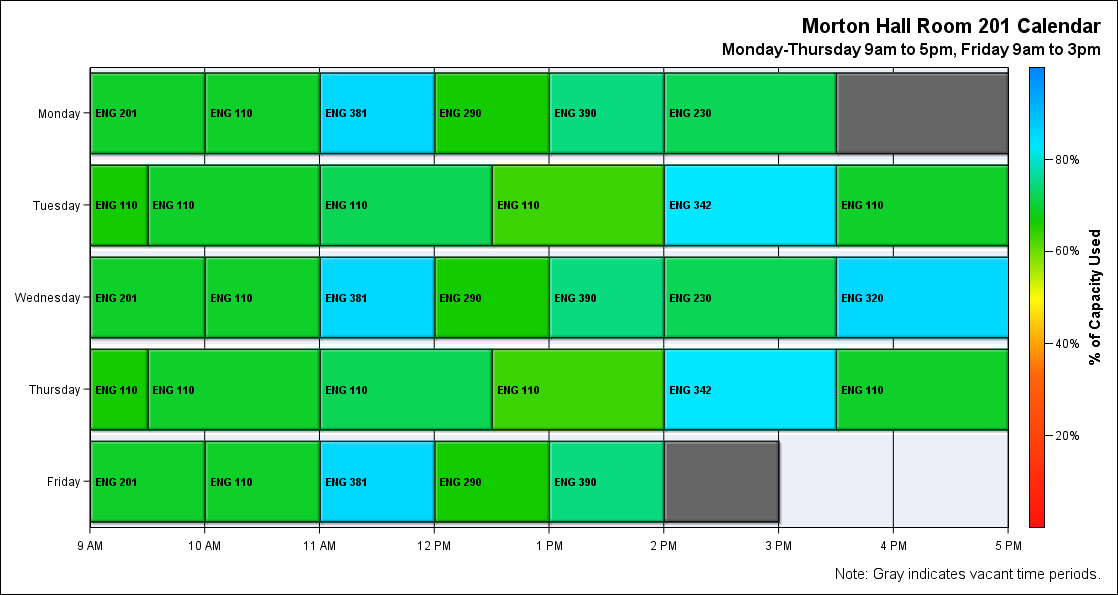 Morton Hall Room 201 Calendar
Monday-Thursday 9am to 5pm, Friday 9am to 3pm
Monday
ENG 201
ENG 110
ENG 381
ENG 290
ENG 390
ENG 230
Tuesday
ENG 110
ENG 110
ENG 110
ENG 110
ENG 342
ENG 110
Wednesday
ENG 201
ENG 110
ENG 381
ENG 290
ENG 390
ENG 230
ENG 320
Thursday
ENG 110
ENG 110
ENG 110
ENG 110
ENG 342
ENG 110
Friday
ENG 201
ENG 110
ENG 381
ENG 290
ENG 390
9 AM
10 AM
11 AM
12 PM
1 PM
2 PM
3 PM
4 PM
5 PM
80%
60%
40%
20%
% of Capacity Used
Note: Gray indicates vacant time periods.